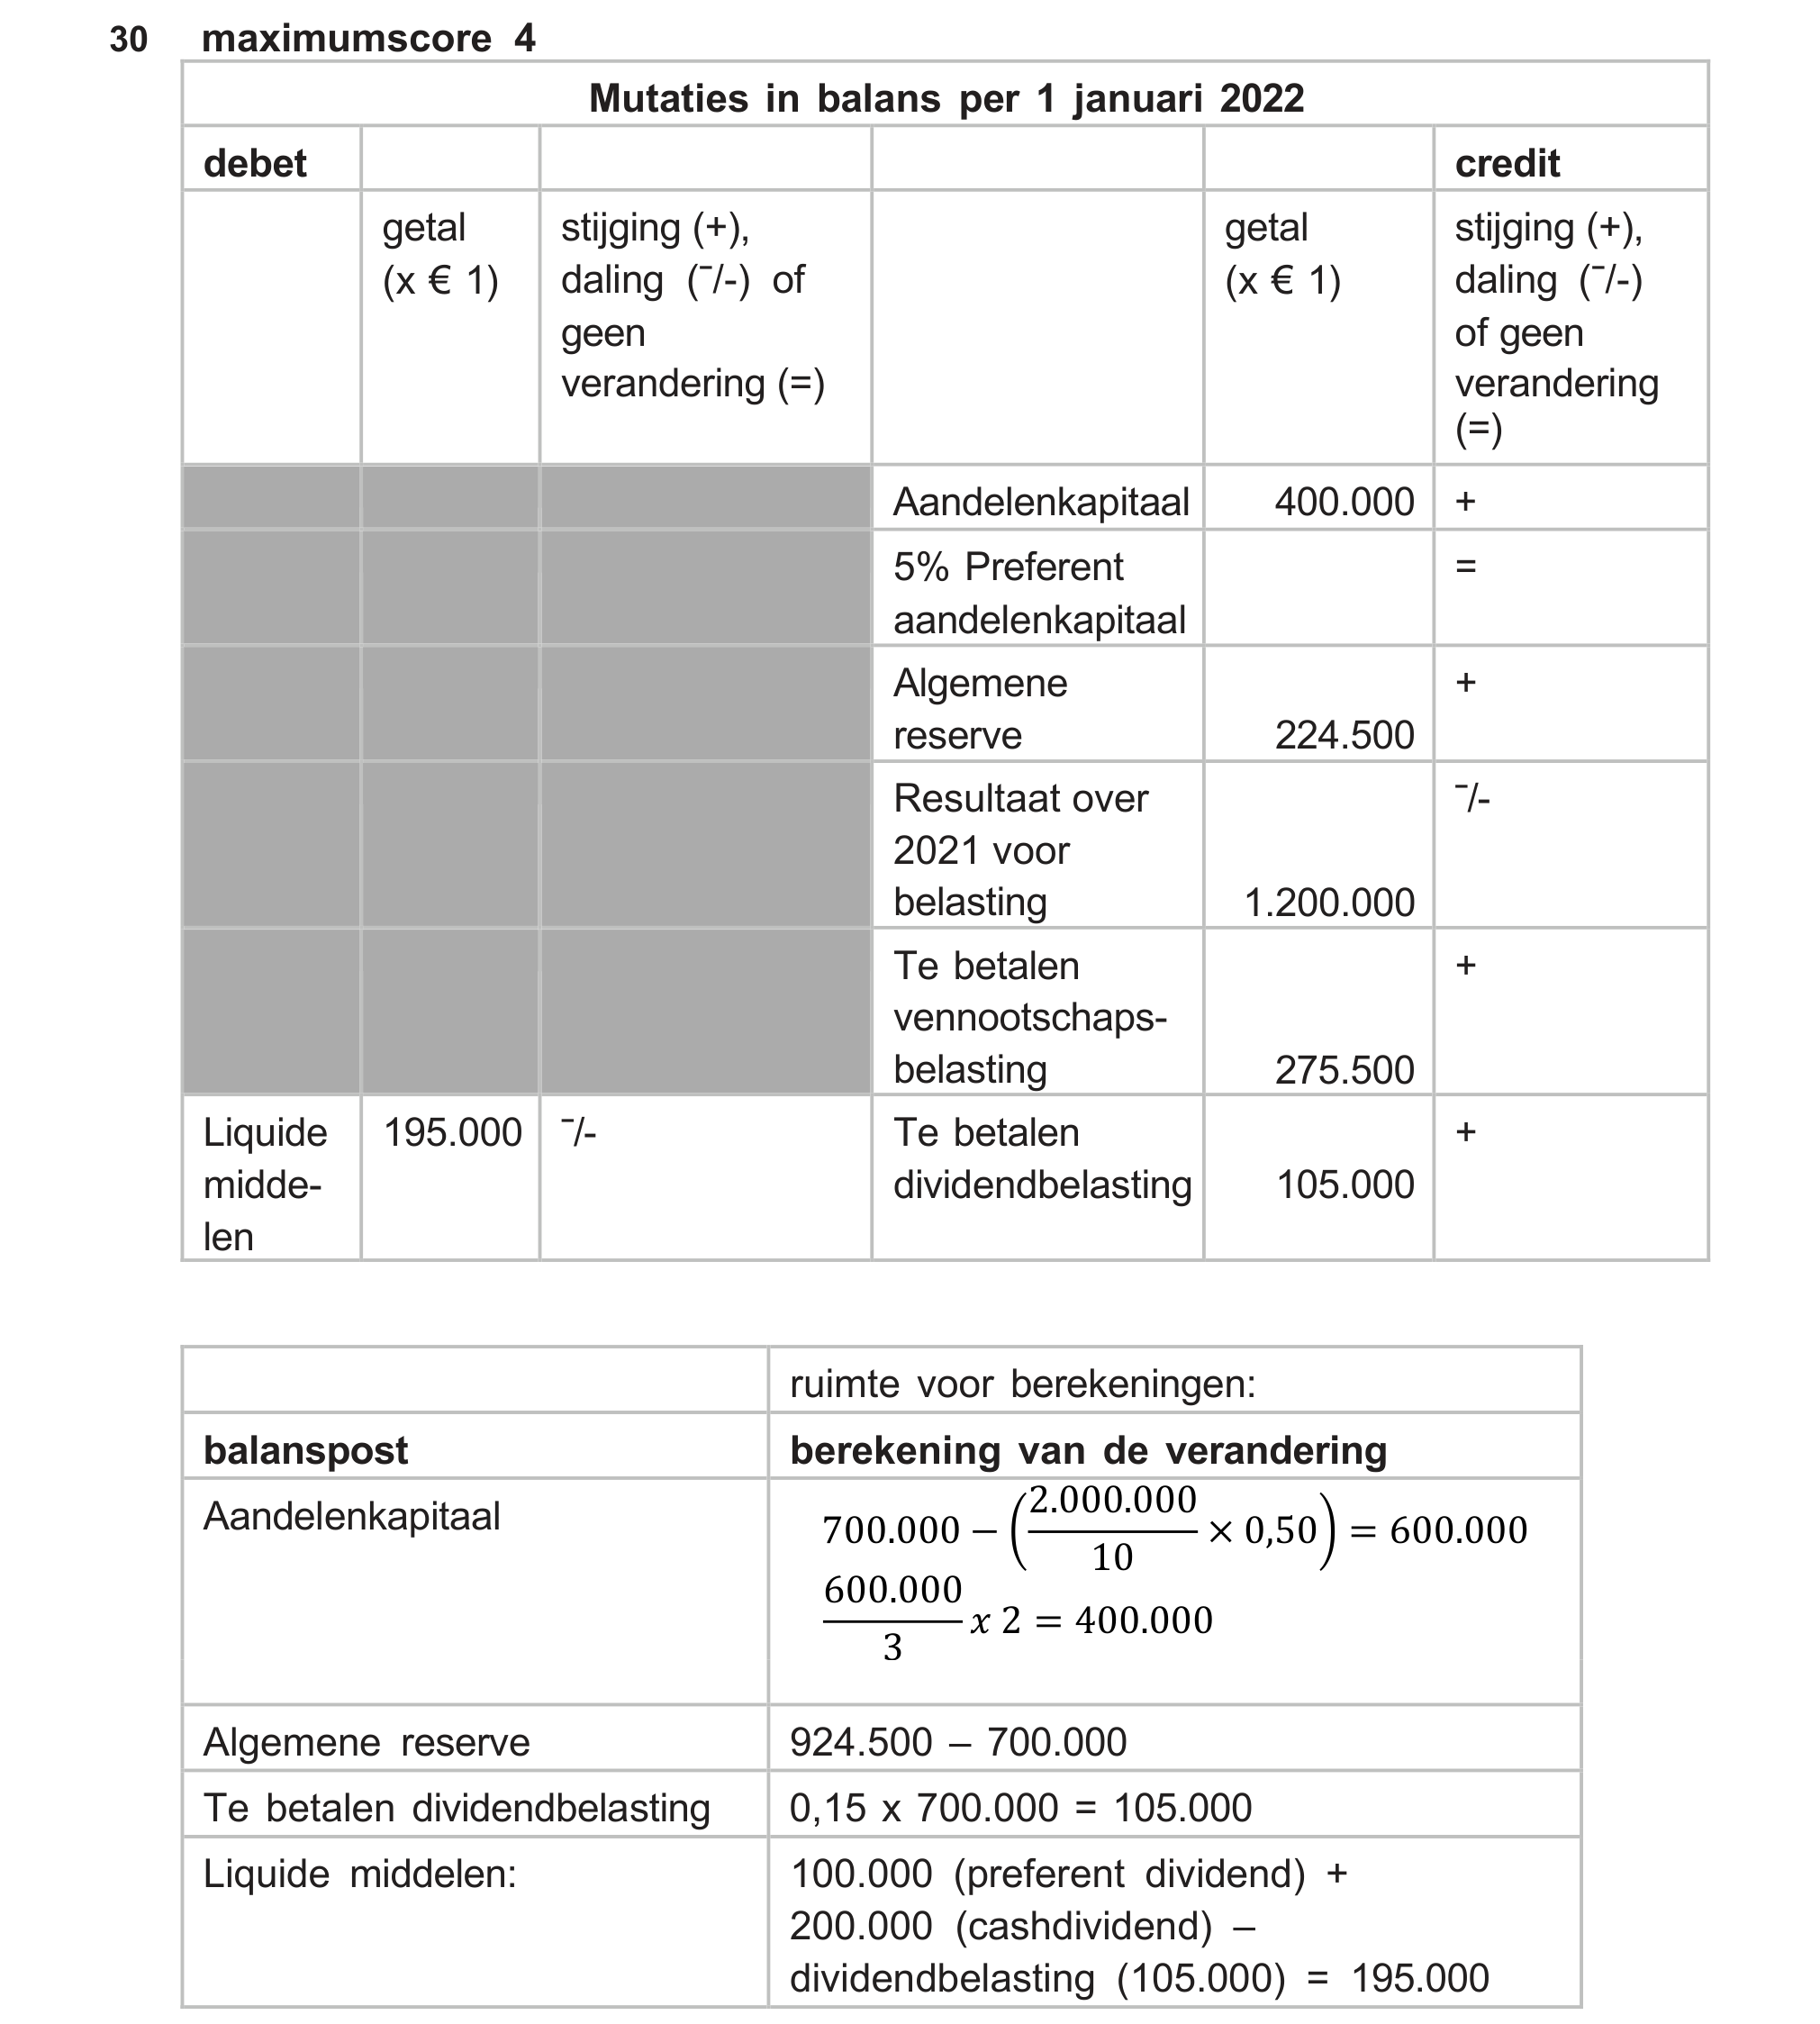 30 maximumscore 4
Mutaties in balans per 1 januari 2022
debet credit
getal
(x € 1)
stijging (+),
daling (⁻/-) of
geen
verandering (=)
getal
(x € 1)
stijging (+),
daling (⁻/-)
of geen
verandering
(=)
Aandelenkapitaal 400.000 +
5% Preferent =
aandelenkapitaal
Algemene +
reserve 224.500
Resultaat over ⁻/-
2021 voor
belasting 1.200.000
Te betalen +
vennootschaps-
belasting 275.500
Liquide 195.000 ⁻/-
midde-
len
Te betalen +
dividendbelasting 105.000
ruimte voor berekeningen:
balanspost berekening van de verandering
Aandelenkapitaal
700.000 − (2.000.000/10 × 0,50) = 600.000
600.000/3 x 2 = 400.000
Algemene reserve 924.500 – 700.000
Te betalen dividendbelasting 0,15 x 700.000 = 105.000
Liquide middelen: 100.000 (preferent dividend) +
200.000 (cashdividend) –
dividendbelasting (105.000) = 195.000